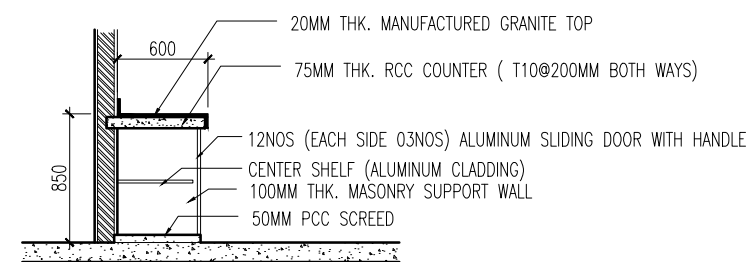 20MM THK. MANUFACTURED GRANITE TOP
600
75MM THK. RCC COUNTER ( T10@200MM BOTH WAYS)
12NOS (EACH SIDE 03NOS) ALUMINUM SLIDING DOOR WITH HANDLE
CENTER SHELF (ALUMINUM CLADDING)
850
100MM THK. MASONRY SUPPORT WALL
50MM PCC SCREED